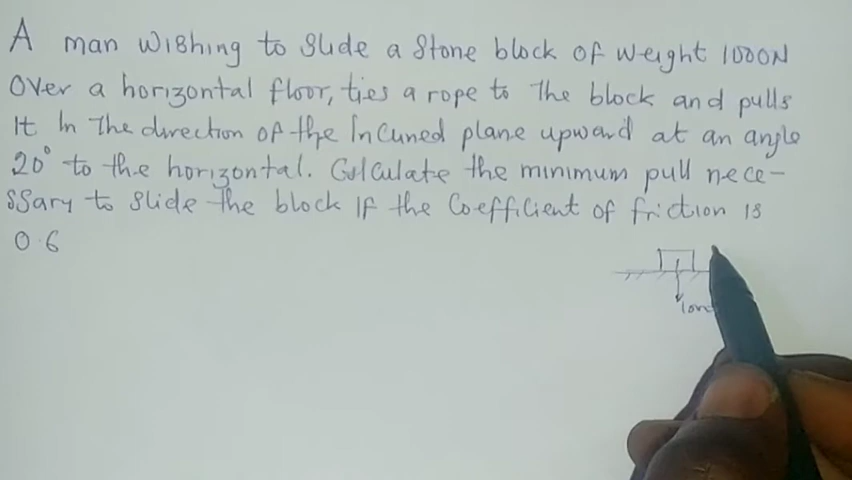 A man wishing to slide a stone block of weight 1000N
over a horizontal floor, ties a rope to the block and pulls
it in the direction of the incuned plane upward at an angle
20° to the horizontal. Calculate the minimum pull nece-
ssary to slide the block if the coefficient of friction is
0.6